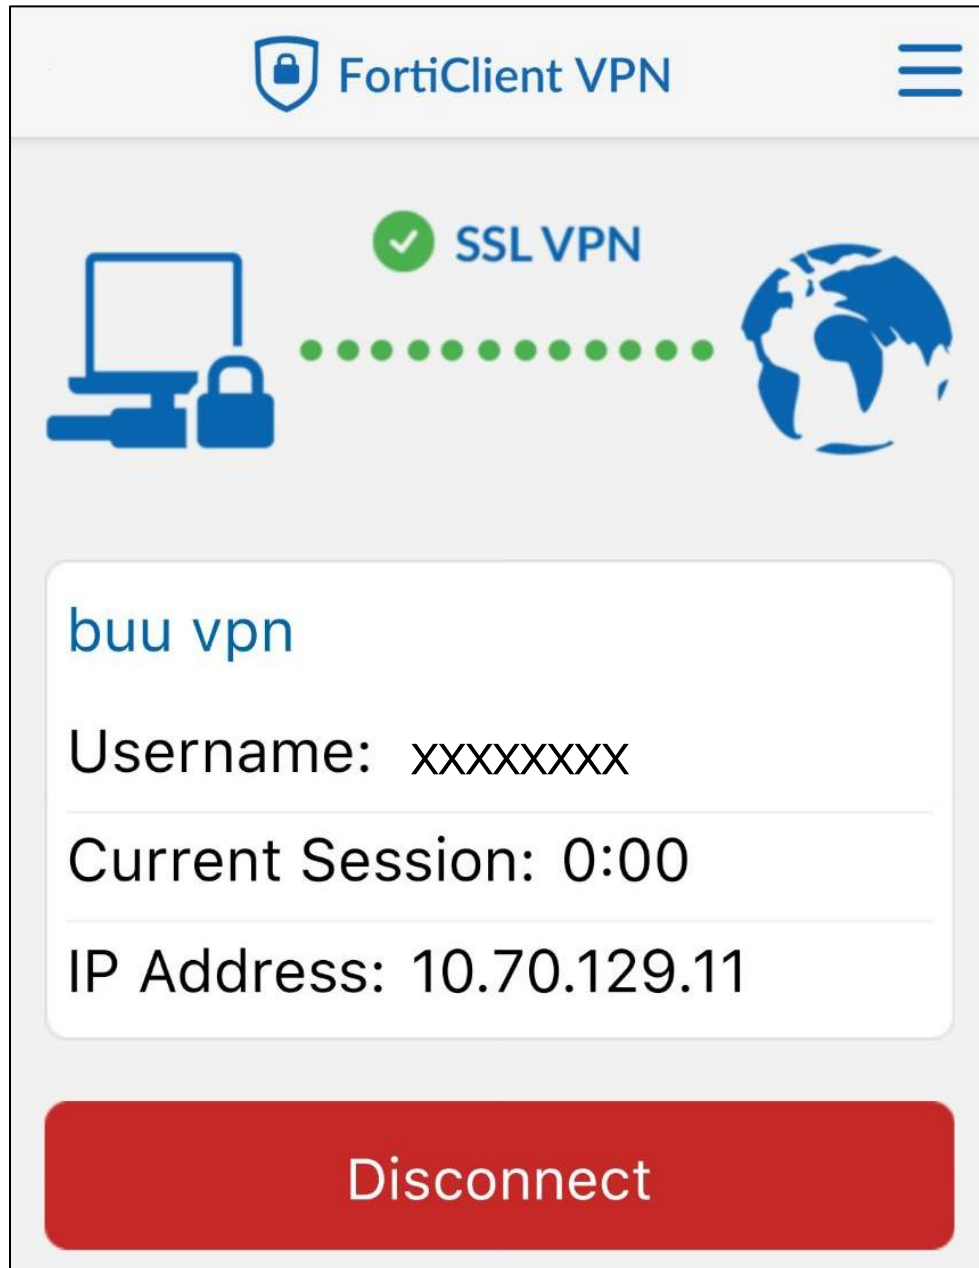 FortiClient VPN
SSL VPN
buu vpn
Username: xxxxxxxx
Current Session: 0:00
IP Address: 10.70.129.11
Disconnect